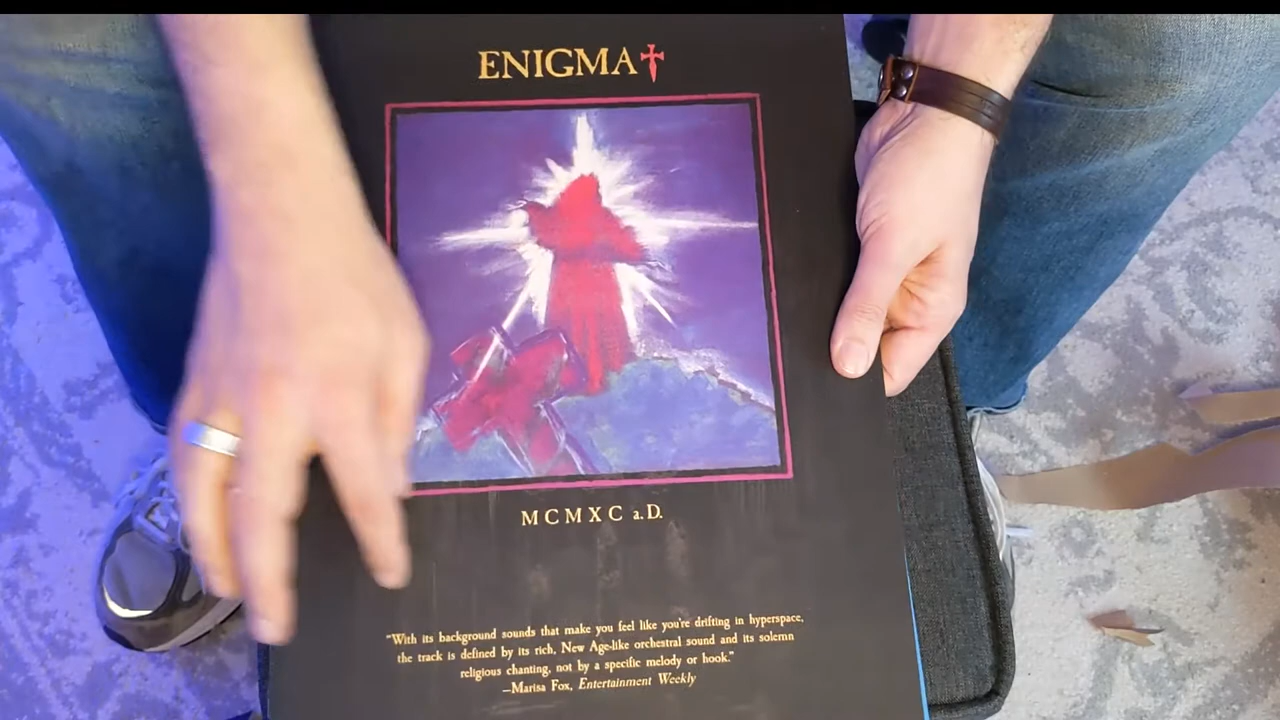 ENIGMA
MCMXC a.D.
"With its background sounds that make you feel like you're drifting in hyperspace,
the track is defined by its rich, New Age-like orchestral sound and its solemn
religious chanting, not by a specific melody or hook."
–Marisa Fox, Entertainment Weekly